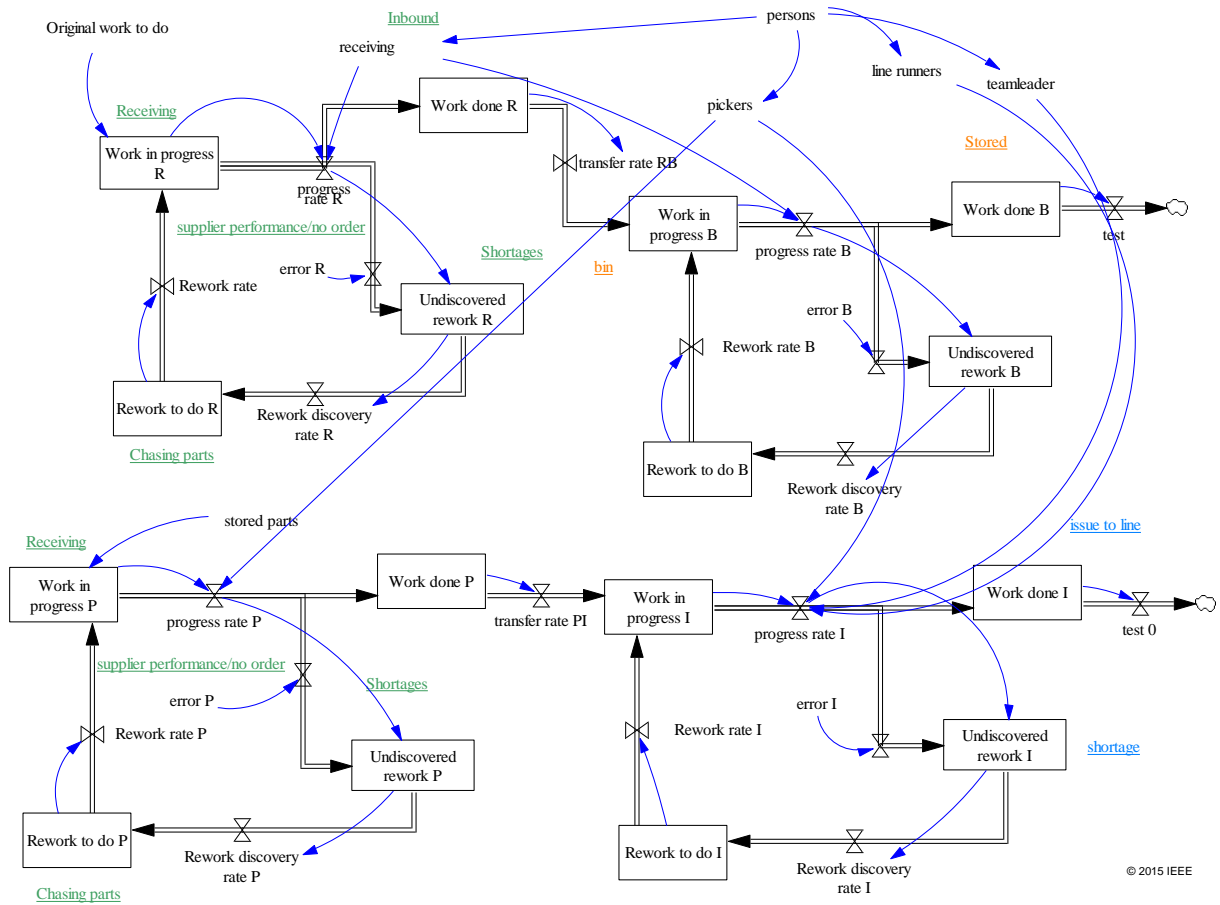 Original work to do
Inbound
persons
receiving
line runners
teamleader
Receiving
Work done R
pickers
Stored
Work in progress
R
transfer rate RB
progress
rate R
Work done B
Work in
progress B
supplier performance/no order
progress rate B
test
Shortages
bin
error R
Rework rate
Undiscovered
rework R
error B
Rework rate B
Undiscovered
rework B
Rework to do R
Rework discovery
rate R
Chasing parts
Rework to do B
Rework discovery
rate B
stored parts
issue to line
Receiving
Work in
progress P
Work done P
Work in
progress I
Work done I
progress rate P
transfer rate PI
progress rate I
test 0
supplier performance/no order
Shortages
error P
error I
Rework rate P
Rework rate I
Undiscovered
rework P
Undiscovered
rework I
shortage
Rework to do P
Rework discovery
rate P
Rework to do I
Rework discovery
rate I
Chasing parts
© 2015 IEEE